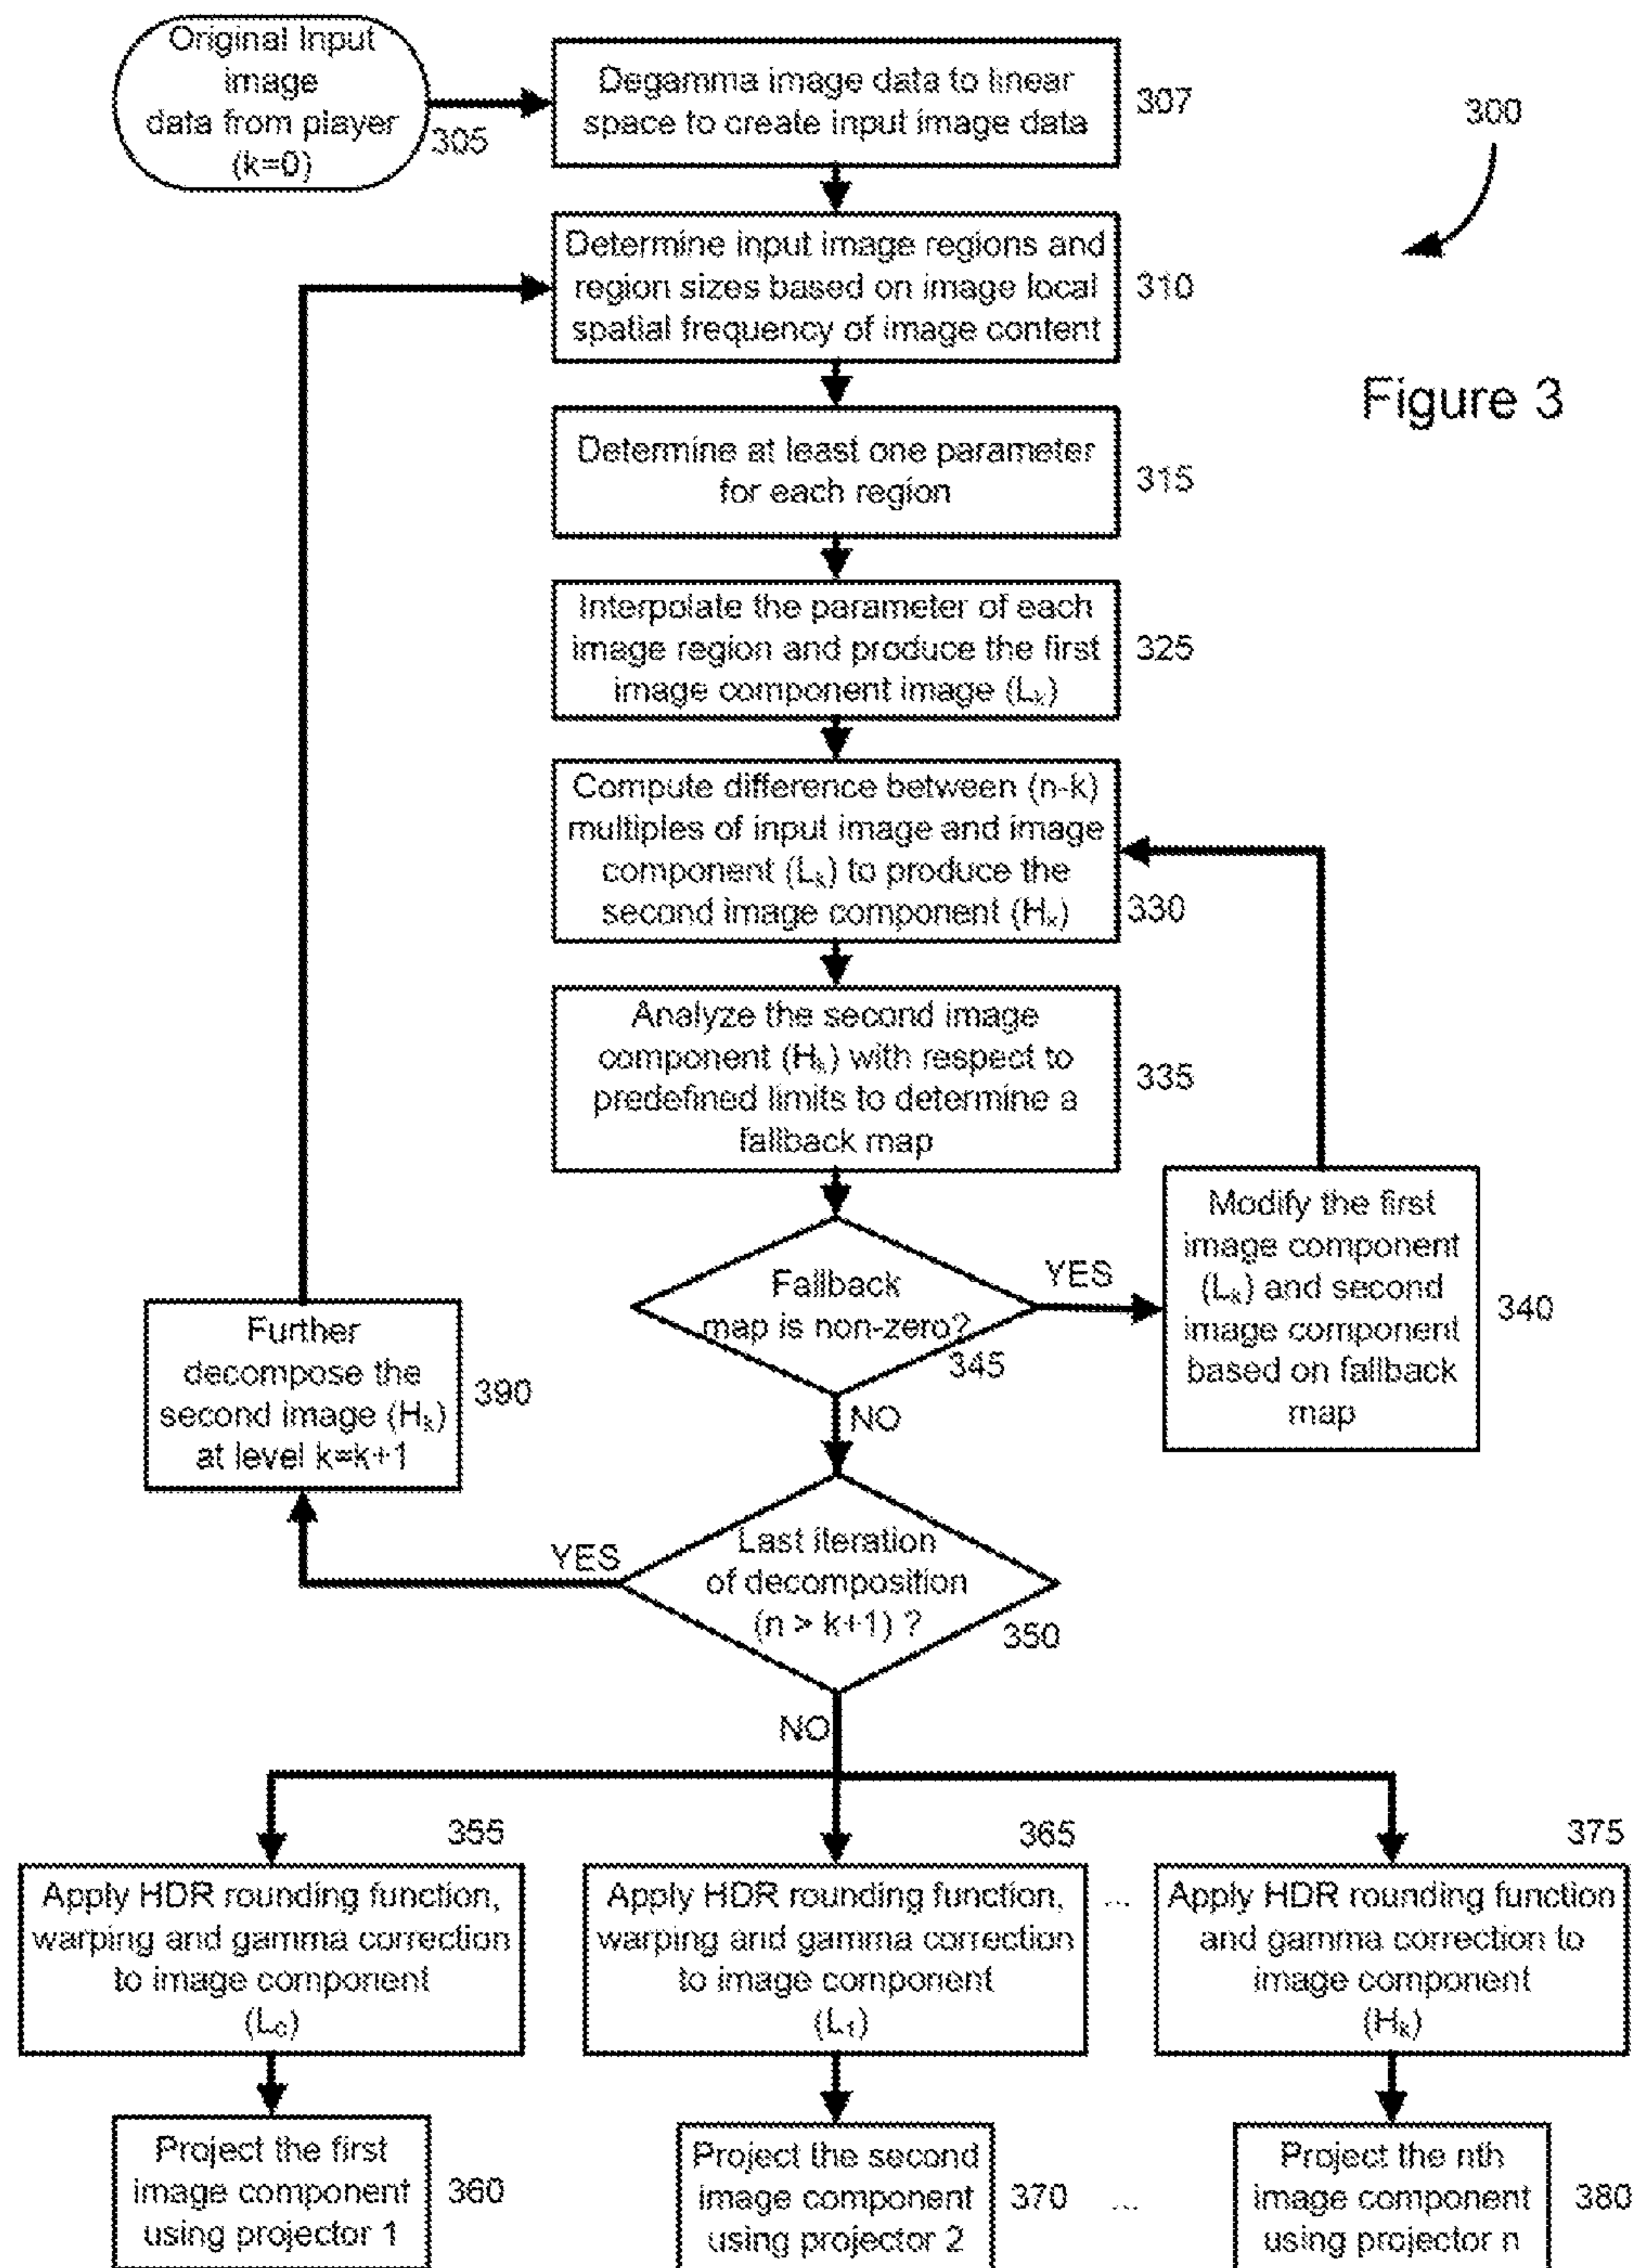 Original Input
image
data from player
(k=0)
305
Degamma image data to linear
space to create input image data
307
300
Determine input image regions and
region sizes based on image local
spatial frequency of image content
310
Figure 3
Determine at least one parameter
for each region
315
Interpolate the parameter of each
image region and produce the first
image component image (Lₖ)
325
Compute difference between (n-k)
multiples of input image and image
component (Lₖ) to produce the
second image component (Hₖ)
330
Analyze the second image
component (Hₖ) with respect to
predefined limits to determine a
fallback map
335
Fallback
map is non-zero?
345
YES
NO
Modify the first
image component
(Lₖ) and second
image component
based on fallback
map
340
Further
decompose the
second image (Hₖ)
at level k=k+1
390
Last iteration
of decomposition
(n > k+1) ?
350
YES
NO
355
Apply HDR rounding function,
warping and gamma correction
to image component
(L₀)
365
Apply HDR rounding function,
warping and gamma correction
to image component
(L₁)
...
375
Apply HDR rounding function
and gamma correction to
image component
(Hₖ)
Project the first
image component
using projector 1
360
Project the second
image component
using projector 2
370
...
Project the nth
image component
using projector n
380